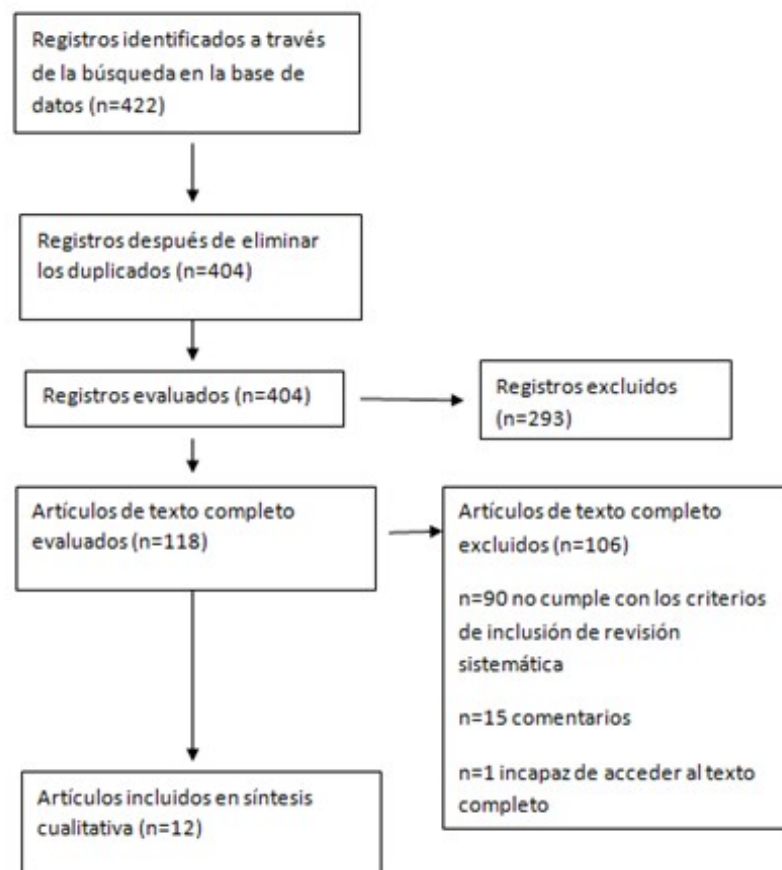 Registros identificados a través
de la búsqueda en la base de
datos (n=422)
Registros después de eliminar
los duplicados (n=404)
Registros evaluados (n=404)
Registros excluidos
(n=293)
Artículos de texto completo
evaluados (n=118)
Artículos de texto completo
excluidos (n=106)
n=90 no cumple con los criterios
de inclusión de revisión
sistemática
n=15 comentarios
n=1 incapaz de acceder al texto
completo
Artículos incluidos en síntesis
cualitativa (n=12)